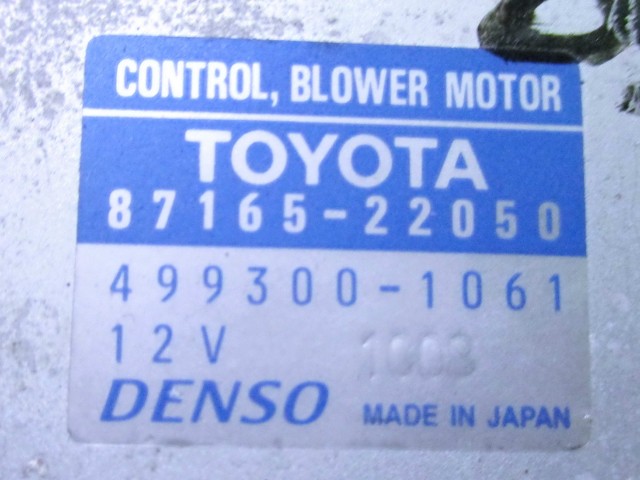 CONTROL, BLOWER MOTOR
TOYOTA
87165-22050
499300-1061
12V
DENSO MADE IN JAPAN